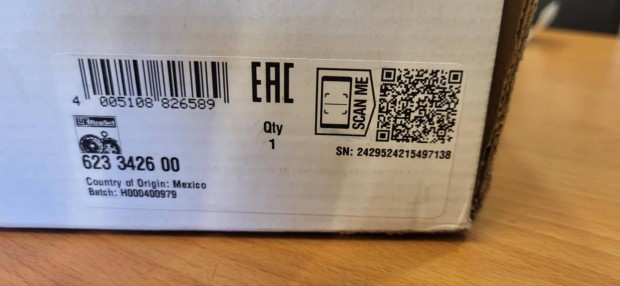 4 005108 826589
EAC
Qty
1
SCAN ME
SN: 2429524215497138
RepSet
623 3426 00
Country of Origin: Mexico
Batch: H000400979